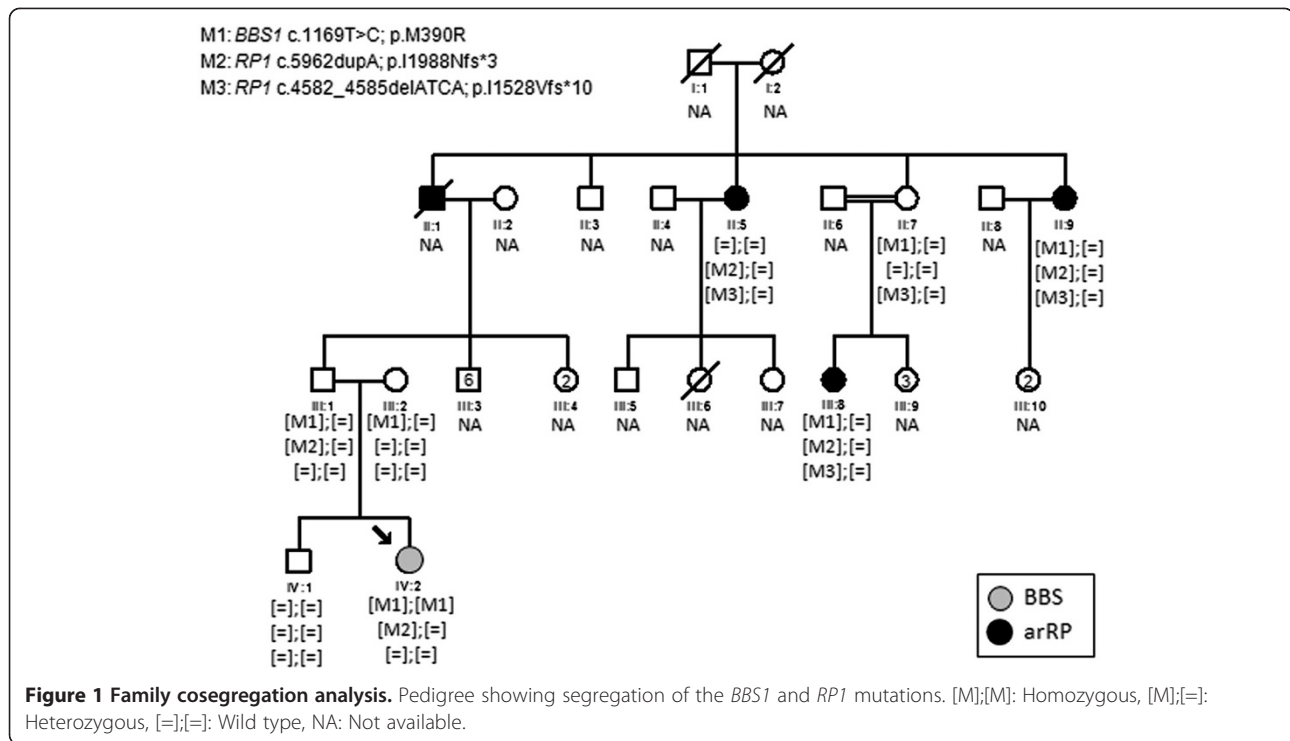 M1: BBS1 c.1169T>C; p.M390R
M2: RP1 c.5962dupA; p.I1988Nfs*3
M3: RP1 c.4582_4585delATCA; p.I1528Vfs*10
I:1 I:2
NA NA
II:1 II:2 II:3 II:4 II:5 II:6 II:7 II:8 II:9
NA NA NA NA [=];[=] NA [M1];[=] NA [M1];[=]
[M2];[=] [=];[=] [M2];[=]
[M3];[=] [M3];[=] [M3];[=]
6 2 3 2
III:1 III:2 III:3 III:4 III:5 III:6 III:7 III:8 III:9 III:10
[M1];[=] [M1];[=] NA NA NA NA NA [M1];[=] NA NA
[M2];[=] [=];[=] [M2];[=]
[=];[=] [=];[=] [M3];[=]
IV:1 IV:2
[=];[=] [M1];[M1]
[=];[=] [M2];[=]
[=];[=] [=];[=]
BBS
arRP
Figure 1 Family cosegregation analysis. Pedigree showing segregation of the BBS1 and RP1 mutations. [M];[M]: Homozygous, [M];[=]:
Heterozygous, [=];[=]: Wild type, NA: Not available.